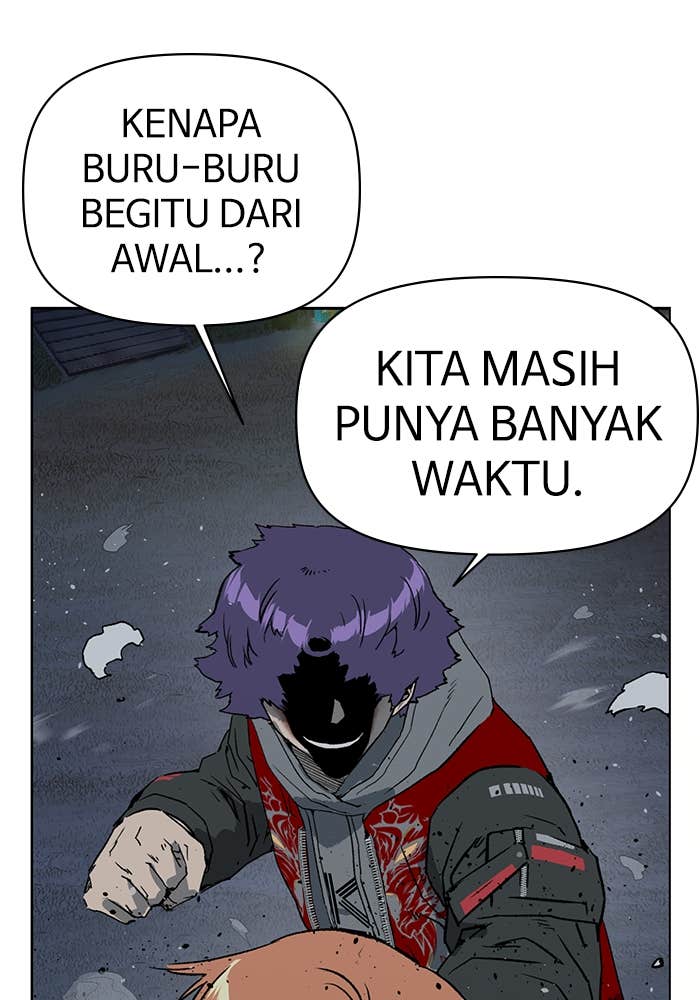 KENAPA
BURU-BURU
BEGITU DARI
AWAL...?
KITA MASIH
PUNYA BANYAK
WAKTU.